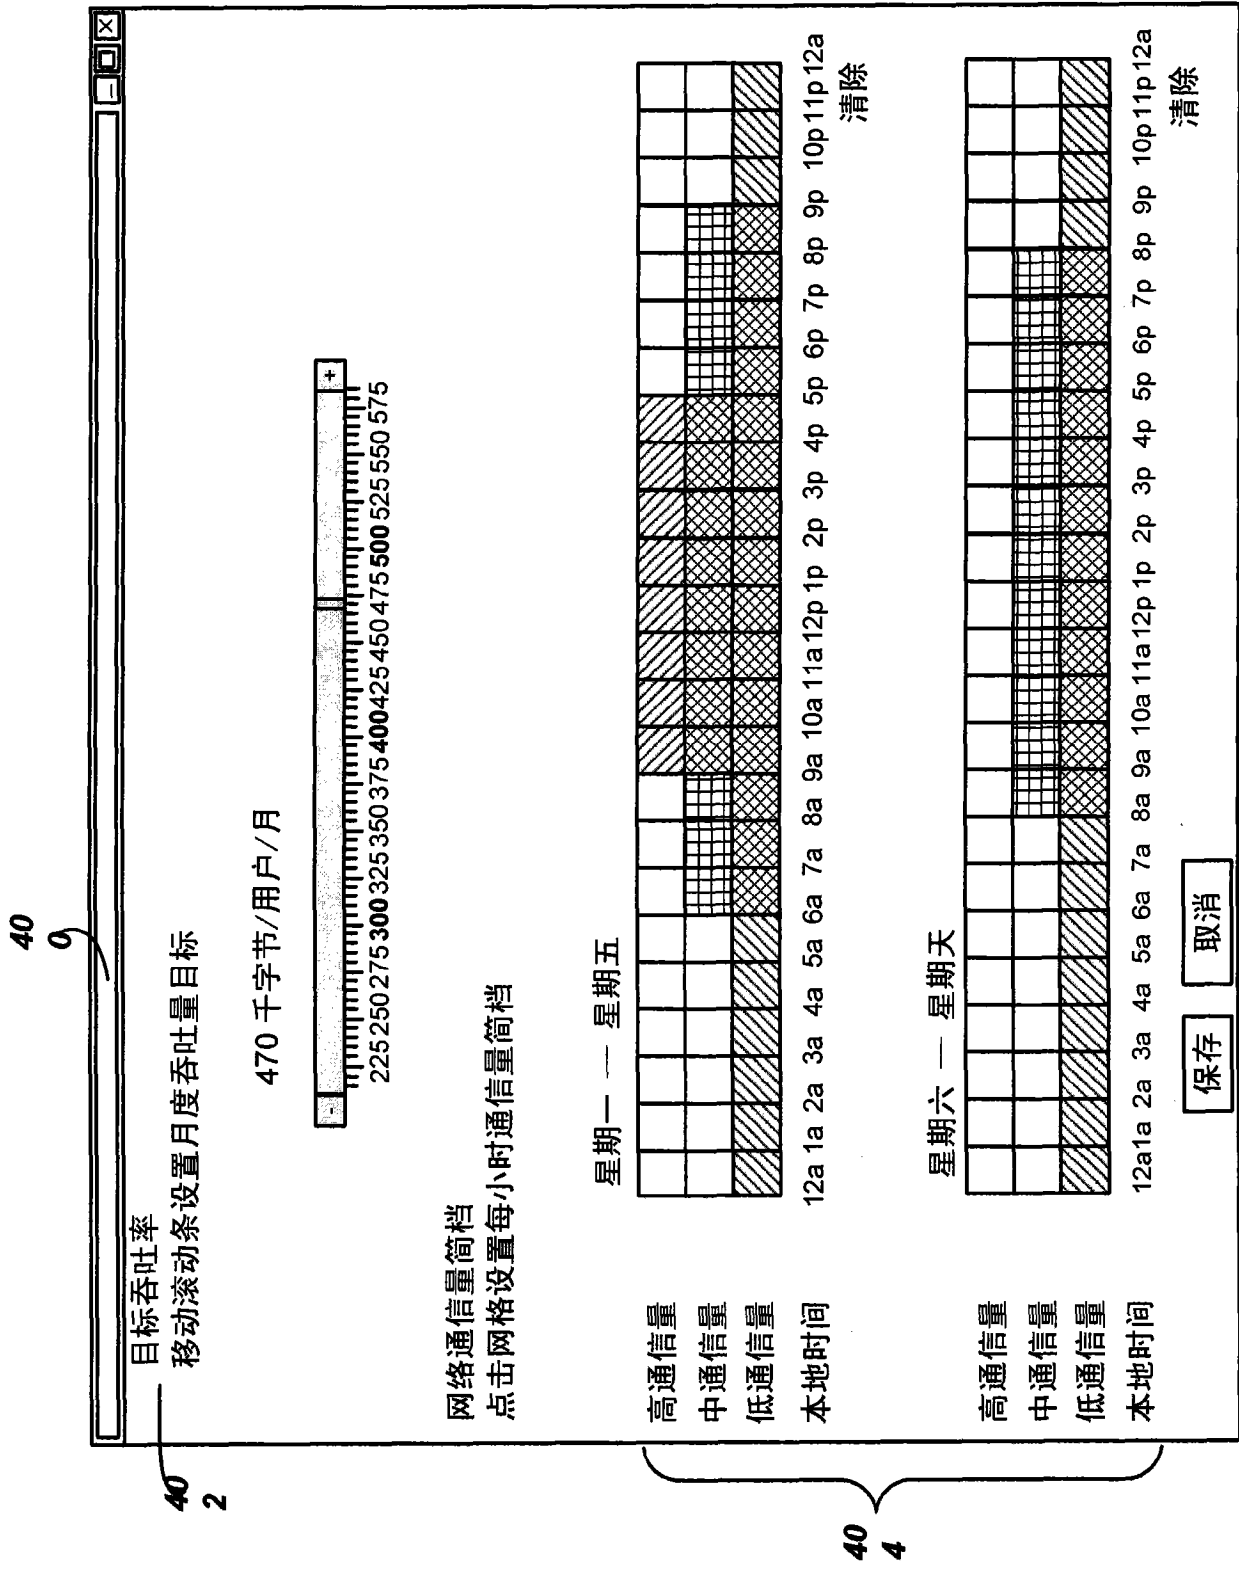 400
_ X
402
目标吞吐率
移动滚动条设置月度吞吐量目标
470 千字节/用户/月
- +
225 250 275 300 325 350 375 400 425 450 475 500 525 550 575
网络通信量简档
点击网格设置每小时通信量简档
星期一 — 星期五
高通信量
中通信量
低通信量
本地时间 12a 1a 2a 3a 4a 5a 6a 7a 8a 9a 10a 11a 12p 1p 2p 3p 4p 5p 6p 7p 8p 9p 10p 11p 12a
清除
404
星期六 — 星期天
高通信量
中通信量
低通信量
本地时间 12a 1a 2a 3a 4a 5a 6a 7a 8a 9a 10a 11a 12p 1p 2p 3p 4p 5p 6p 7p 8p 9p 10p 11p 12a
清除
保存 取消